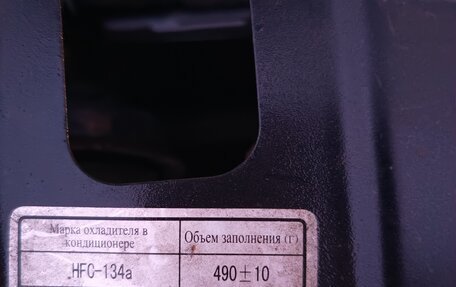 Марка охладителя в
кондиционере
Объем заполнения (г)
HFC-134a
490±10